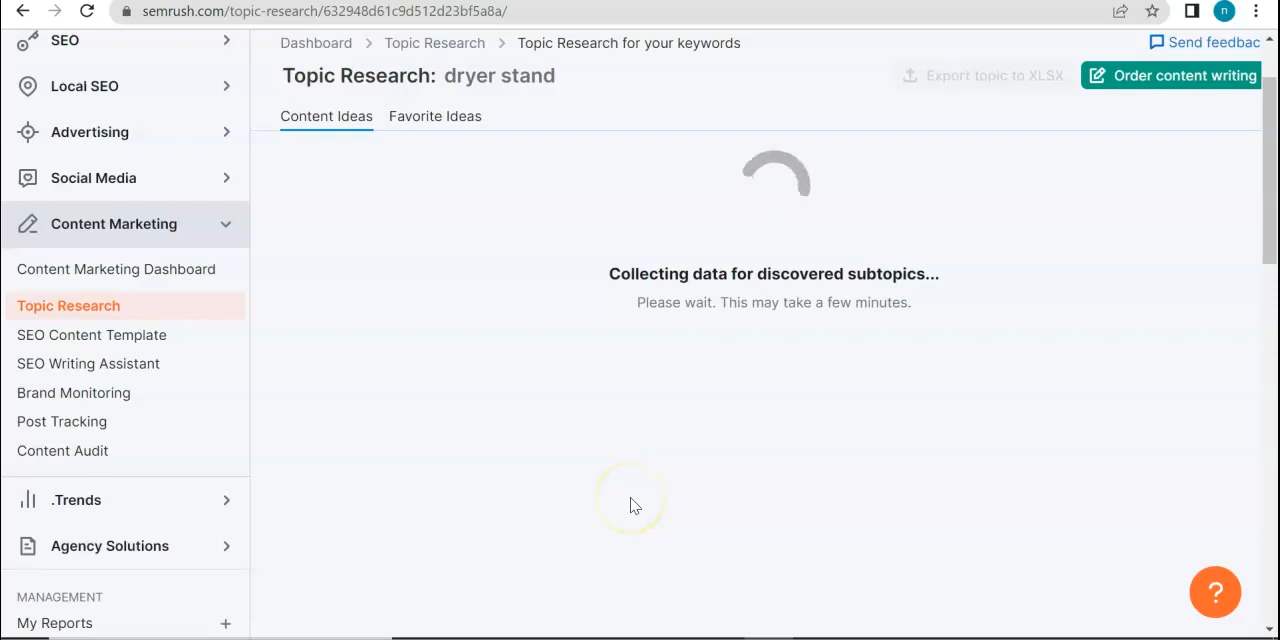 semrush.com/topic-research/632948d61c9d512d23bf5a8a/
n
SEO
Local SEO
Advertising
Social Media
Content Marketing
Content Marketing Dashboard
Topic Research
SEO Content Template
SEO Writing Assistant
Brand Monitoring
Post Tracking
Content Audit
.Trends
Agency Solutions
MANAGEMENT
My Reports +
Dashboard > Topic Research > Topic Research for your keywords
Send feedbac
Topic Research: dryer stand
Export topic to XLSX
Order content writing
Content Ideas Favorite Ideas
Collecting data for discovered subtopics...
Please wait. This may take a few minutes.
?